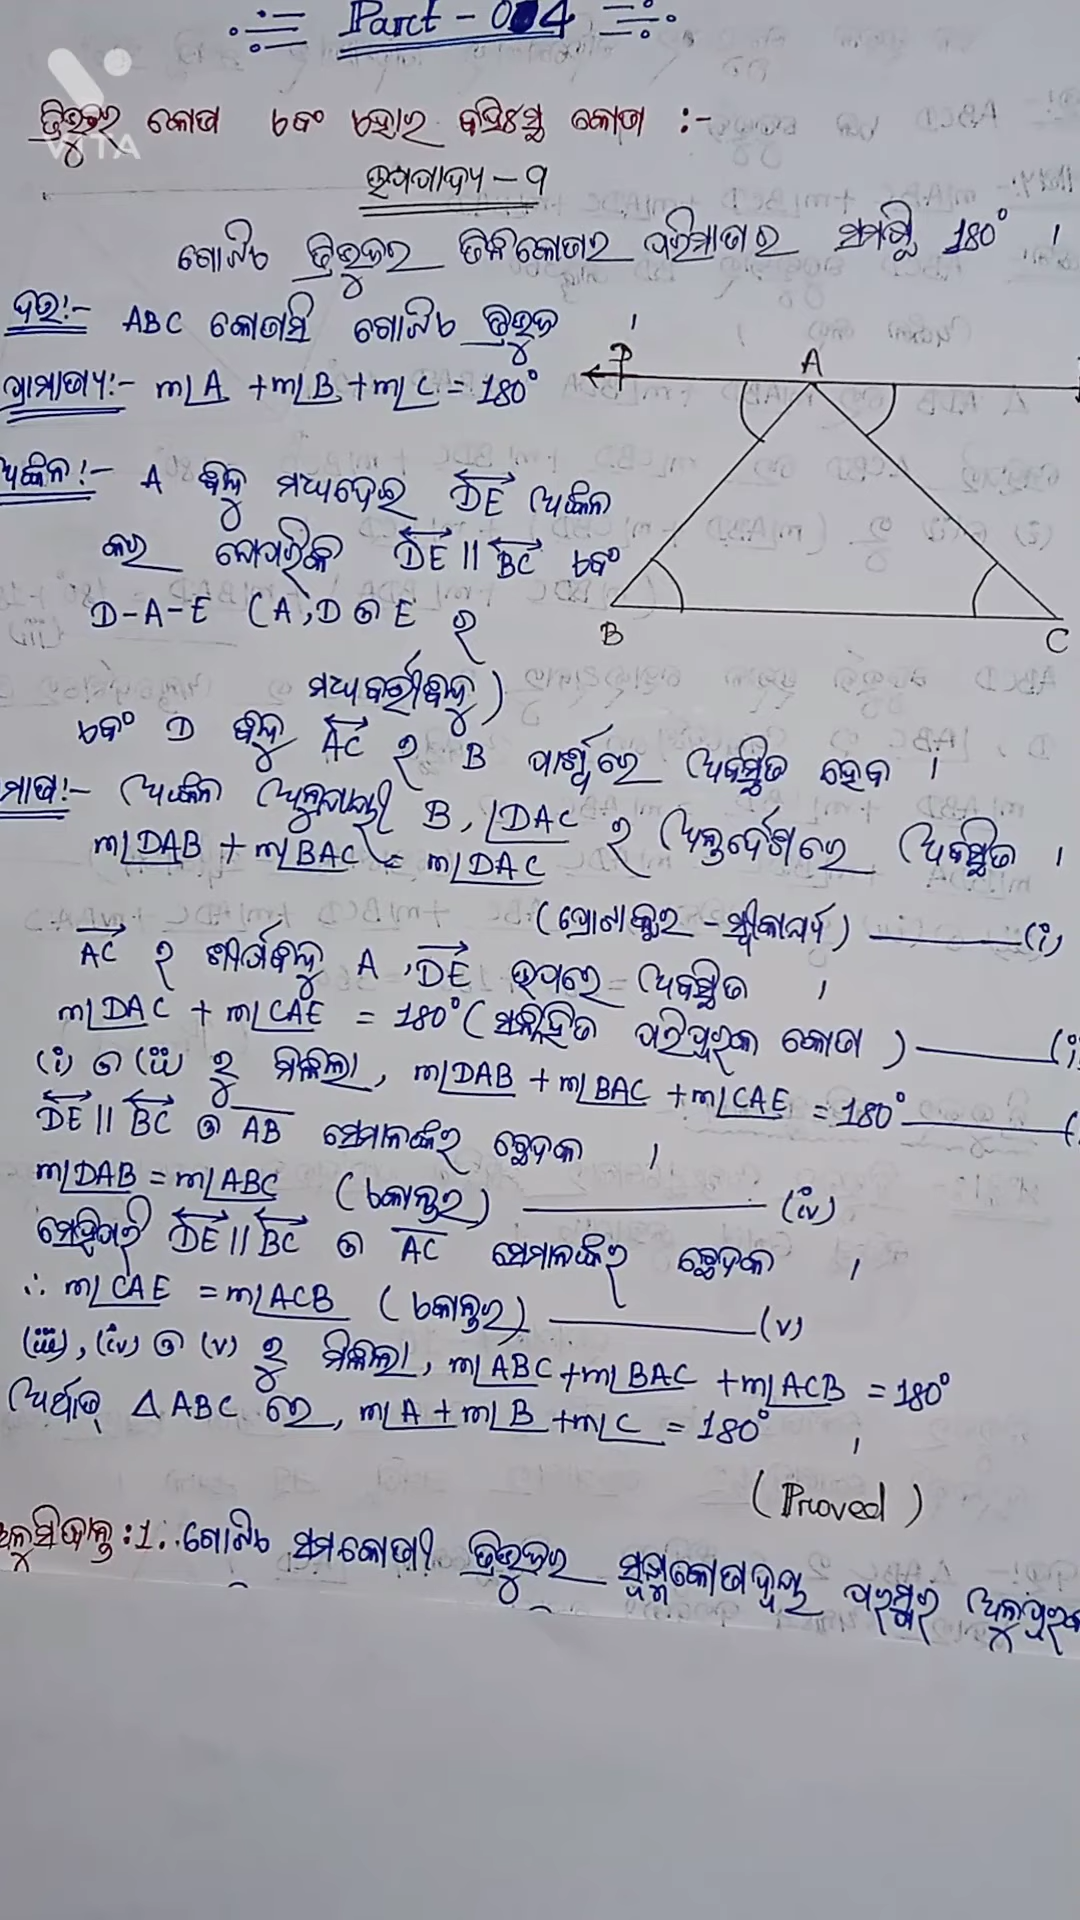 Part - 04
VITA
ତ୍ରିଭୁଜର କୋଣ ଏବଂ ଏହାର ବହିଃସ୍ଥ କୋଣ :-
ଉପପାଦ୍ୟ - ୧
ଗୋଟିଏ ତ୍ରିଭୁଜର ତିନିକୋଣର ପରିମାଣର ସମଷ୍ଟି 180° ।
ଦତ୍ତ:- ABC କୋଣସି ଗୋଟିଏ ତ୍ରିଭୁଜ ।
ପ୍ରାମାଣ୍ୟ:- m∠A + m∠B + m∠C = 180°
D A
B C
ଅଙ୍କନ:- A ବିନ୍ଦୁ ମଧ୍ୟଦେଇ DE ଅଙ୍କନ
କର ଯେପରିକି DE || BC ଏବଂ
D-A-E (A, D ଓ E ର
ମଧ୍ୟବର୍ତ୍ତୀବିନ୍ଦୁ)
ଏବଂ D ବିନ୍ଦୁ AC ର B ପାର୍ଶ୍ୱରେ ଅବସ୍ଥିତ ହେବ ।
ପ୍ରମାଣ:- ଅଙ୍କନ ଅନୁଯାୟୀ B, ∠DAC ର ଅନ୍ତର୍ଦେଶରେ ଅବସ୍ଥିତ ।
m∠DAB + m∠BAC = m∠DAC
(ପ୍ରୋଟାକ୍ଟର - ସ୍ୱୀକାର୍ଯ୍ୟ) ——— (i)
AC ର ଶୀର୍ଷବିନ୍ଦୁ A, DE ଉପରେ ଅବସ୍ଥିତ ।
m∠DAC + m∠CAE = 180° (ସନ୍ନିହିତ ପରିପୂରକ କୋଣ) ———
(i) ଓ (ii) ରୁ ମିଳିଲା, m∠DAB + m∠BAC + m∠CAE = 180° ———
DE || BC ଓ AB ସେମାନଙ୍କର ଛେଦକ ।
m∠DAB = m∠ABC (ଏକାନ୍ତର) ——— (iv)
ସେହିପରି DE || BC ଓ AC ସେମାନଙ୍କର ଛେଦକ ।
∴ m∠CAE = m∠ACB (ଏକାନ୍ତର) ——— (v)
(iii), (iv) ଓ (v) ରୁ ମିଳିଲା, m∠ABC + m∠BAC + m∠ACB = 180°
ଅର୍ଥାତ୍ △ABC ରେ, m∠A + m∠B + m∠C = 180° ।
(Proved)
ଅନୁସିଦ୍ଧାନ୍ତ : 1. ଗୋଟିଏ ସମକୋଣୀ ତ୍ରିଭୁଜର ସୂକ୍ଷ୍ମକୋଣଦ୍ୱୟ ପରସ୍ପର ଅନୁପୂରକ